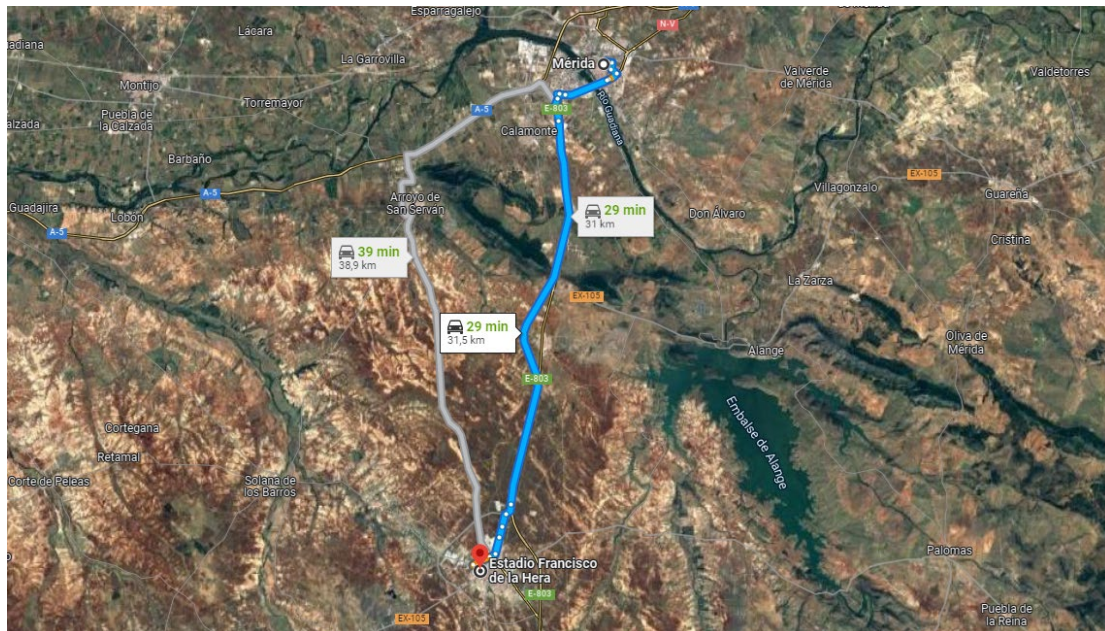 Esparragalejo
N-V
Lácara
La Garrovilla
Mérida
Montijo
Valverde
de Mérida
Valdetorres
Torremayor
Puebla de
la Calzada
A-5
E-803
Río Guadiana
Calamonte
Barbaño
EX-105
Villagonzalo
Guareña
Arroyo de
San Servan
A-5
Lobón
A-5
29 min
31 km
Don Álvaro
Cristina
39 min
38,9 km
La Zarza
EX-105
29 min
31,5 km
Alange
Oliva de
Mérida
E-803
Embalse de Alange
Cortegana
Retamal
Corte de Peleas
Solana de
los Barros
Estadio Francisco
de la Hera
Palomas
E-803
EX-105
Puebla de
la Reina